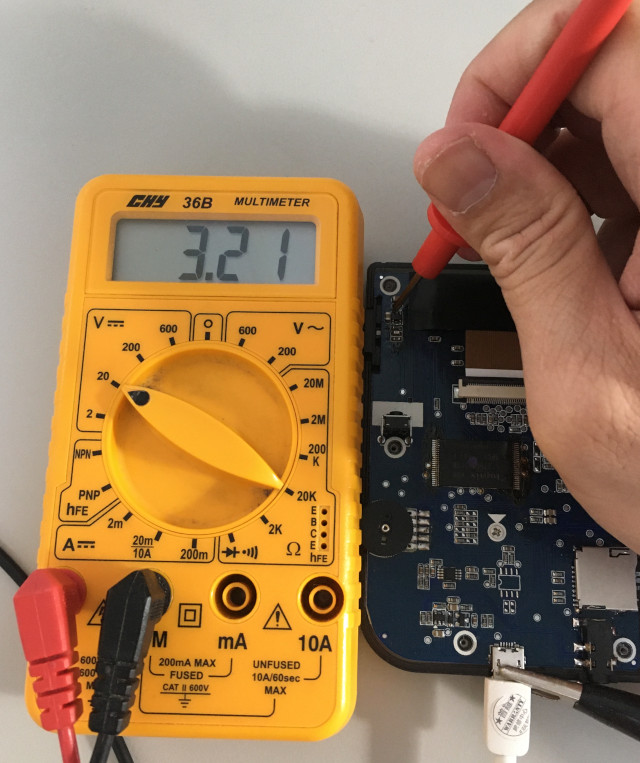 CHY 36B MULTIMETER
3.21
V 600 600 V
200 200
20 20M
2 2M
NPN 200
K
PNP 20K
hFE
2m 2K
A 20m
10A 200m Ω
E
B
C
E
hFE
M mA 10A
600
200mA MAX UNFUSED
FUSED 10A/60sec
CAT II 600V MAX